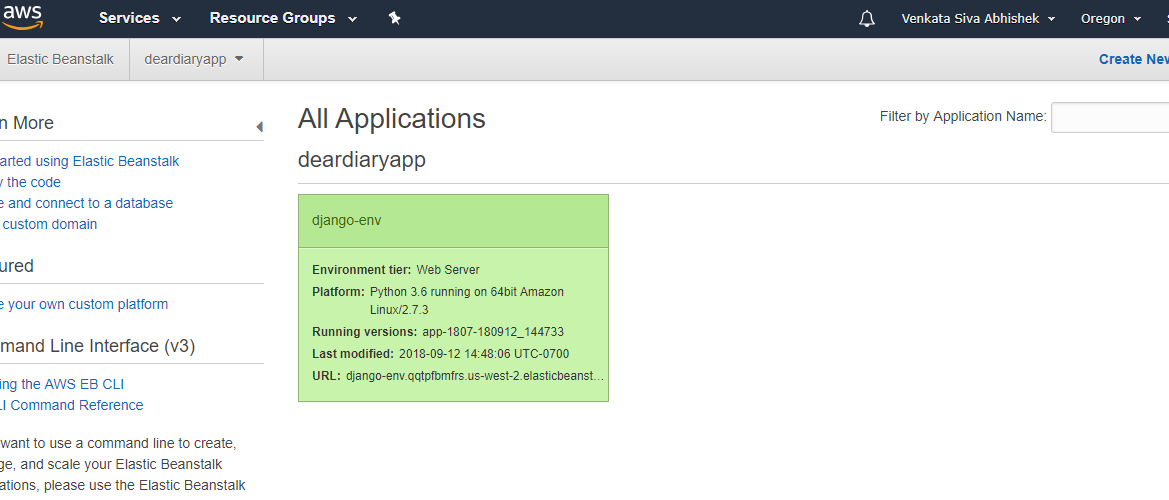 aws Services Resource Groups Venkata Siva Abhishek Oregon
Elastic Beanstalk deardiaryapp Create New
n More
arted using Elastic Beanstalk
y the code
e and connect to a database
custom domain
ured
e your own custom platform
mand Line Interface (v3)
ing the AWS EB CLI
LI Command Reference
want to use a command line to create,
ge, and scale your Elastic Beanstalk
ations, please use the Elastic Beanstalk
All Applications
Filter by Application Name:
deardiaryapp
django-env
Environment tier: Web Server
Platform: Python 3.6 running on 64bit Amazon
Linux/2.7.3
Running versions: app-1807-180912_144733
Last modified: 2018-09-12 14:48:06 UTC-0700
URL: django-env.qqtpfbmfrs.us-west-2.elasticbeanst...